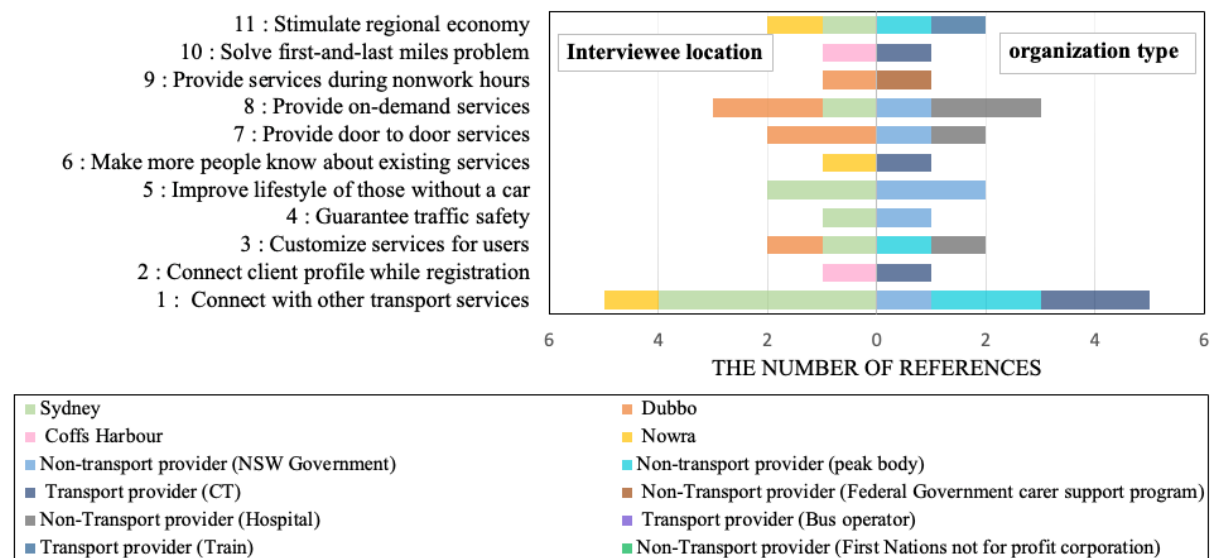 11 : Stimulate regional economy
10 : Solve first-and-last miles problem
9 : Provide services during nonwork hours
8 : Provide on-demand services
7 : Provide door to door services
6 : Make more people know about existing services
5 : Improve lifestyle of those without a car
4 : Guarantee traffic safety
3 : Customize services for users
2 : Connect client profile while registration
1 : Connect with other transport services
Interviewee location
organization type
6 4 2 0 2 4 6
THE NUMBER OF REFERENCES
Sydney
Dubbo
Coffs Harbour
Nowra
Non-transport provider (NSW Government)
Non-transport provider (peak body)
Transport provider (CT)
Non-Transport provider (Federal Government carer support program)
Non-Transport provider (Hospital)
Transport provider (Bus operator)
Transport provider (Train)
Non-Transport provider (First Nations not for profit corporation)